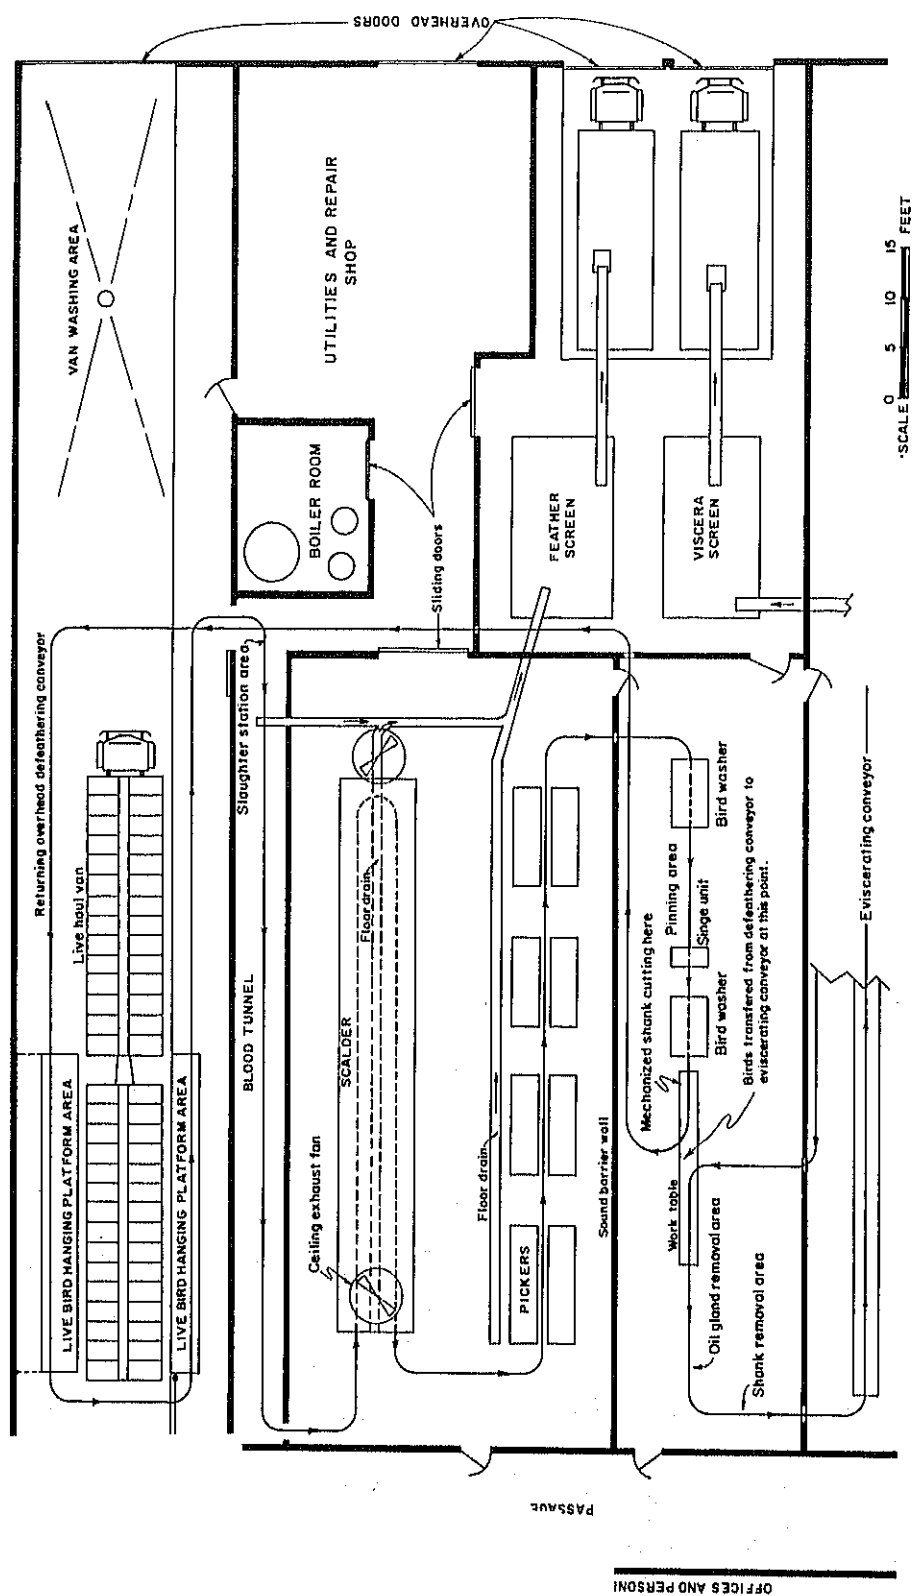 OVERHEAD DOORS
VAN WASHING AREA
UTILITIES AND REPAIR
SHOP
BOILER ROOM
Sliding doors
FEATHER
SCREEN
VISCERA
SCREEN
SCALE
0 5 10 15
FEET
Returning overhead defeathering conveyor
Live haul van
LIVE BIRD HANGING PLATFORM AREA
LIVE BIRD HANGING PLATFORM AREA
Slaughter station area
BLOOD TUNNEL
SCALDER
Floor drain
Ceiling exhaust fan
Floor drain
PICKERS
Sound barrier wall
Bird washer
Pinning area
Singe unit
Bird washer
Mechanized shank cutting here
Birds transfered from defeathering conveyor to
eviscerating conveyor at this point.
Work table
Oil gland removal area
Shank removal area
Eviscerating conveyor
PASSAGE
OFFICES AND PERSON